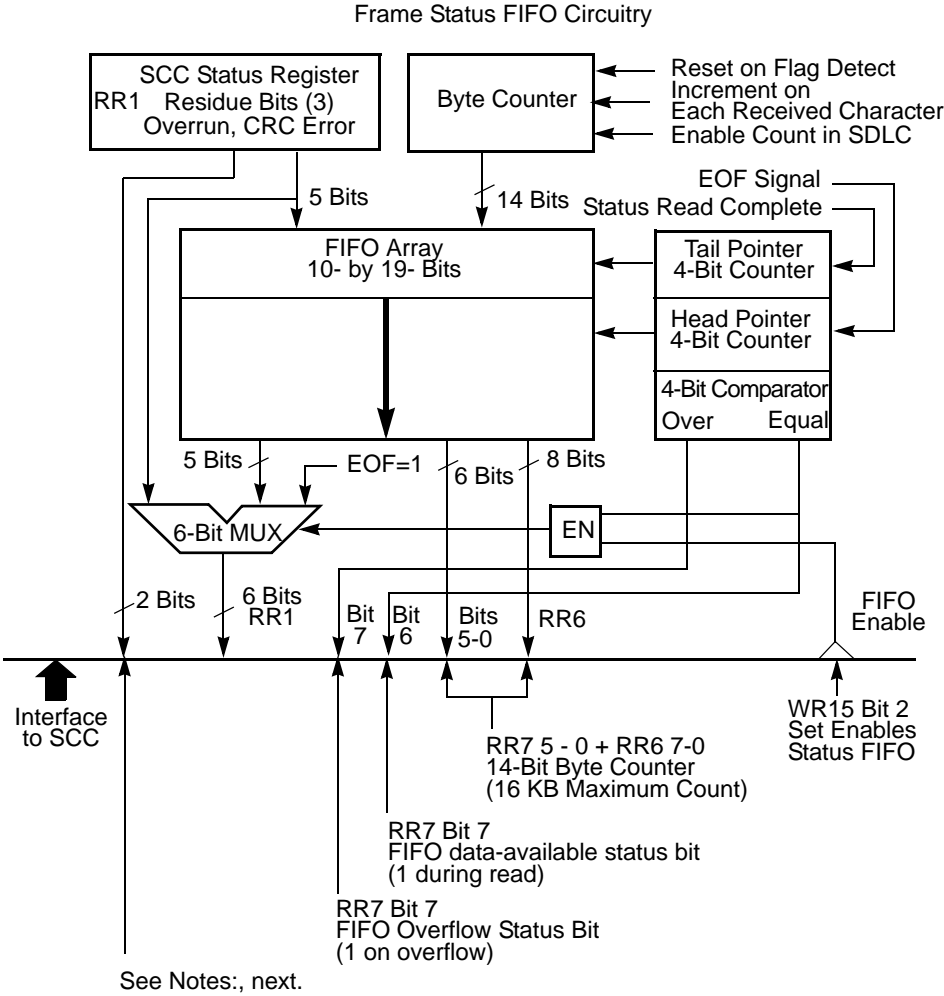 Frame Status FIFO Circuitry
SCC Status Register
RR1
Residue Bits (3)
Overrun, CRC Error
Byte Counter
Reset on Flag Detect
Increment on
Each Received Character
Enable Count in SDLC
5 Bits
14 Bits
EOF Signal
Status Read Complete
FIFO Array
10- by 19- Bits
Tail Pointer
4-Bit Counter
Head Pointer
4-Bit Counter
4-Bit Comparator
Over
Equal
5 Bits
EOF=1
6 Bits
8 Bits
6-Bit MUX
EN
2 Bits
6 Bits
RR1
Bit
7
Bit
6
Bits
5-0
RR6
FIFO
Enable
Interface
to SCC
RR7 5 - 0 + RR6 7-0
14-Bit Byte Counter
(16 KB Maximum Count)
WR15 Bit 2
Set Enables
Status FIFO
RR7 Bit 7
FIFO data-available status bit
(1 during read)
RR7 Bit 7
FIFO Overflow Status Bit
(1 on overflow)
See Notes:, next.